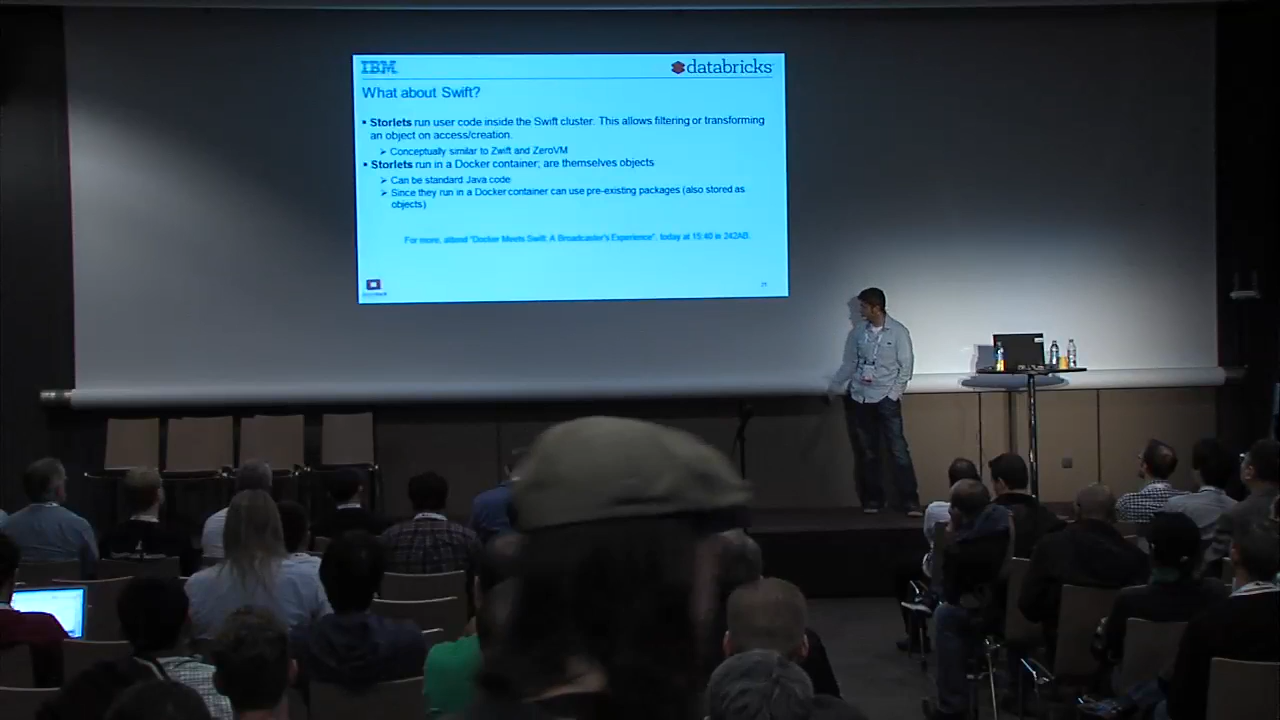 IBM
databricks
What about Swift?
▪ Storlets run user code inside the Swift cluster. This allows filtering or transforming
an object on access/creation.
➢ Conceptually similar to Zwift and ZeroVM
▪ Storlets run in a Docker container; are themselves objects
➢ Can be standard Java code
➢ Since they run in a Docker container can use pre-existing packages (also stored as
objects)
For more, attend "Docker Meets Swift: A Broadcaster's Experience", today at 15:40 in 242AB.